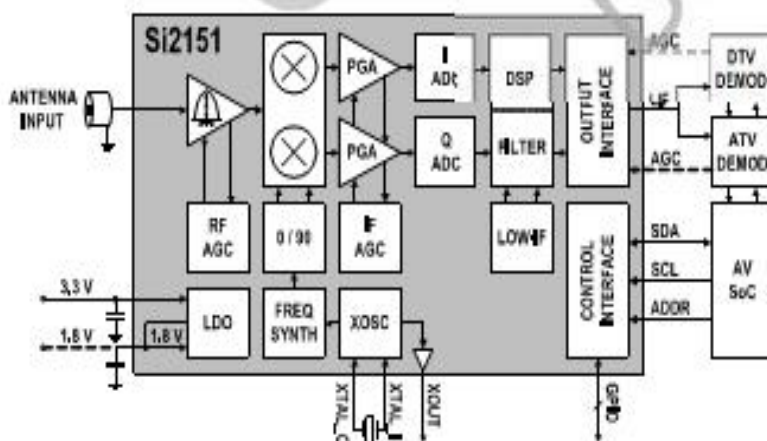 Si2151
ANTENNA
INPUT
PGA
PGA
I
ADC
Q
ADC
DSP
FILTER
OUTPUT
INTERFACE
AGC
LIF
AGC
DTV
DEMOD
ATV
DEMOD
RF
AGC
0 / 90
IF
AGC
LOW-IF
CONTROL
INTERFACE
SDA
SCL
ADDR
AV
SoC
3,3 V
1.8 V
1.8 V
LDO
FREQ
SYNTH
XOSC
XOUT
GPIO